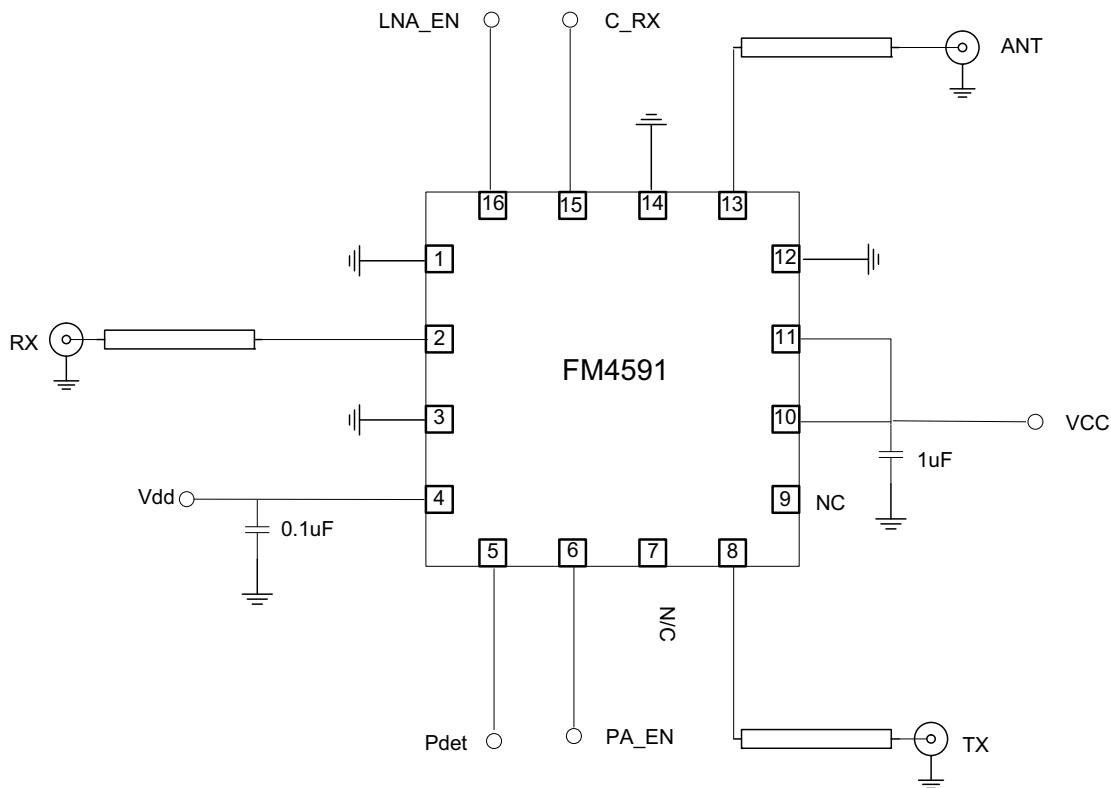 LNA_EN
C_RX
ANT
16
15
14
13
1
12
RX
2
11
FM4591
3
10
VCC
1uF
Vdd
4
9
NC
0.1uF
5
6
7
8
N/C
Pdet
PA_EN
TX